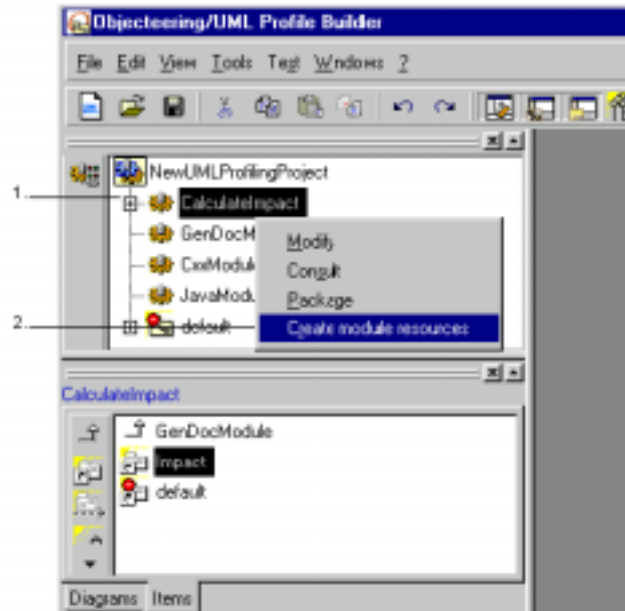 Objecteering/UML Profile Builder
File Edit View Tools Test Windows ?
NewUMLProfilingProject
1.
CalculateImpact
GenDocM
Modify
CxxModul
Consult
JavaModu
Package
2.
default
Create module resources
CalculateImpact
GenDocModule
Impact
default
Diagrams Items